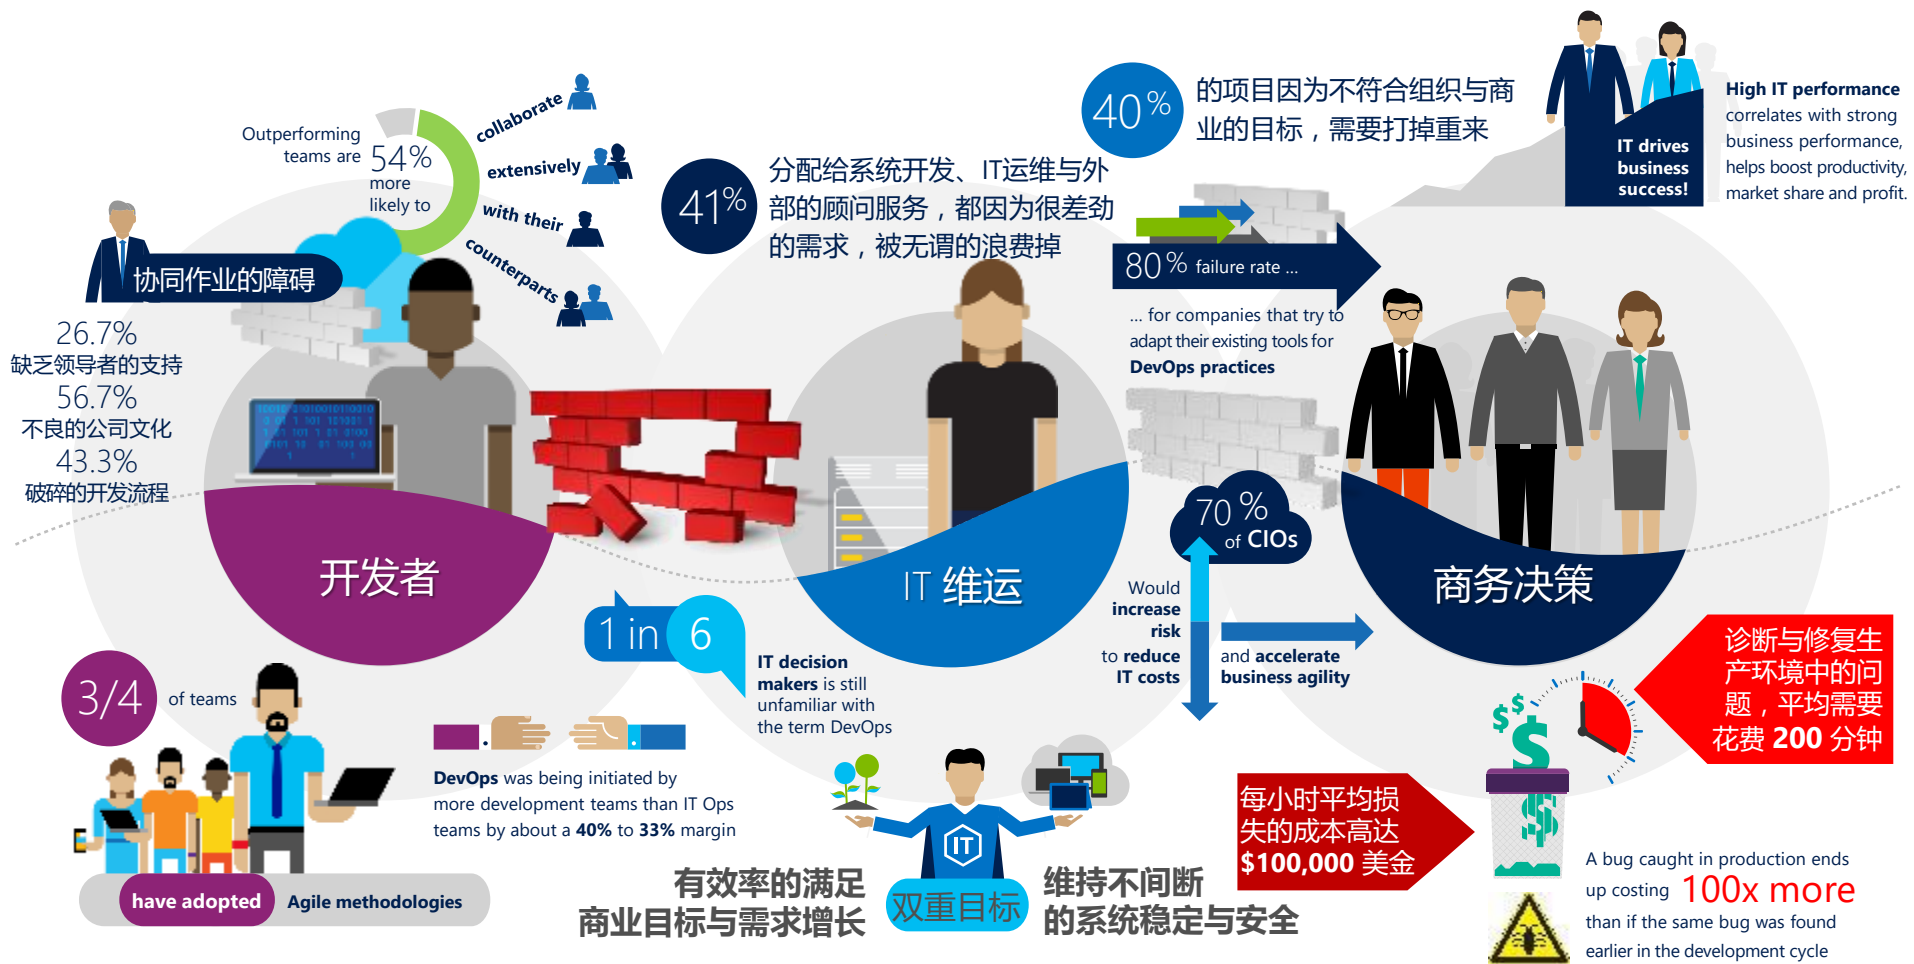 Outperforming
teams are
54%
more
likely to
collaborate
extensively
with their
counterparts
协同作业的障碍
26.7%
缺乏领导者的支持
56.7%
不良的公司文化
43.3%
破碎的开发流程
41%
分配给系统开发、IT运维与外
部的顾问服务，都因为很差劲
的需求，被无谓的浪费掉
40%
的项目因为不符合组织与商
业的目标，需要打掉重来
IT drives
business
success!
High IT performance
correlates with strong
business performance,
helps boost productivity,
market share and profit.
80% failure rate ...
... for companies that try to
adapt their existing tools for
DevOps practices
开发者
IT 维运
商务决策
70%
of CIOs
Would
increase
risk
to reduce
IT costs
and accelerate
business agility
1 in 6
IT decision
makers is still
unfamiliar with
the term DevOps
3/4
of teams
have adopted
Agile methodologies
DevOps was being initiated by
more development teams than IT Ops
teams by about a 40% to 33% margin
IT
有效率的满足
商业目标与需求增长
双重目标
维持不间断
的系统稳定与安全
诊断与修复生
产环境中的问
题，平均需要
花费 200 分钟
每小时平均损
失的成本高达
$100,000 美金
A bug caught in production ends
up costing 100x more
than if the same bug was found
earlier in the development cycle